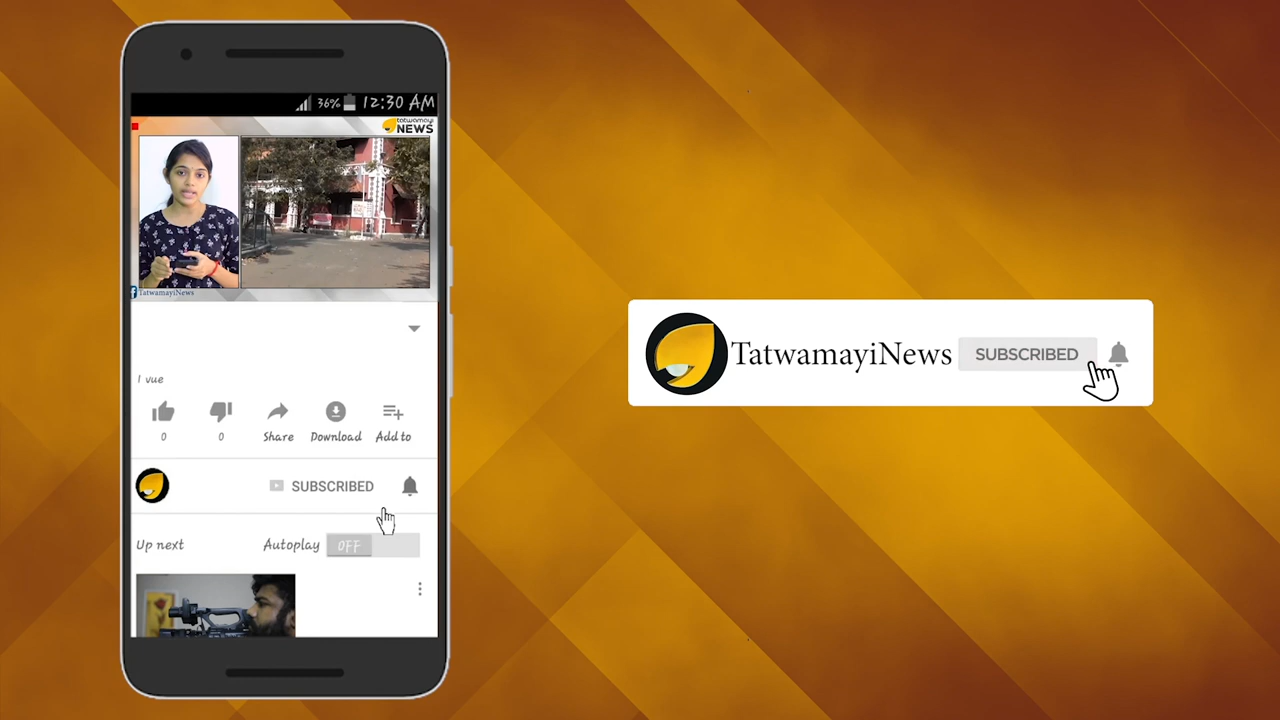 36% 12:30 AM
tatwamayi
NEWS
TatwamayiNews
1 vue
0 0 Share Download Add to
SUBSCRIBED
Up next Autoplay OFF
TatwamayiNews SUBSCRIBED